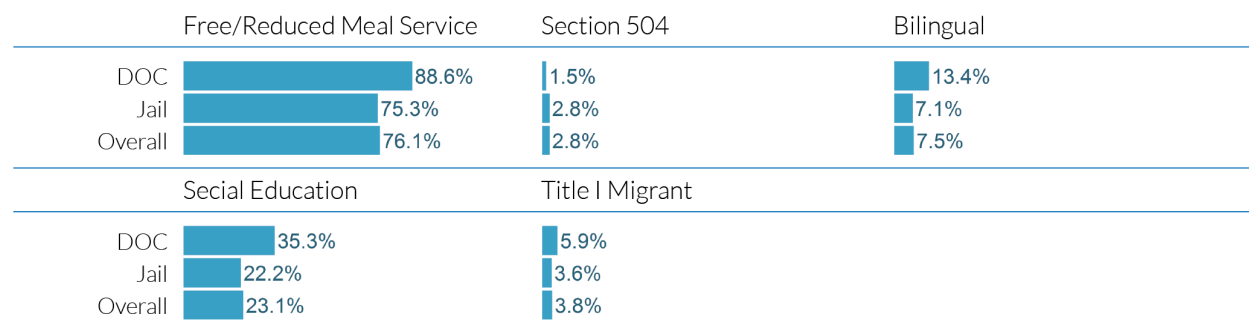 Free/Reduced Meal Service Section 504 Bilingual
DOC 88.6% 1.5% 13.4%
Jail 75.3% 2.8% 7.1%
Overall 76.1% 2.8% 7.5%
Secial Education Title I Migrant
DOC 35.3% 5.9%
Jail 22.2% 3.6%
Overall 23.1% 3.8%